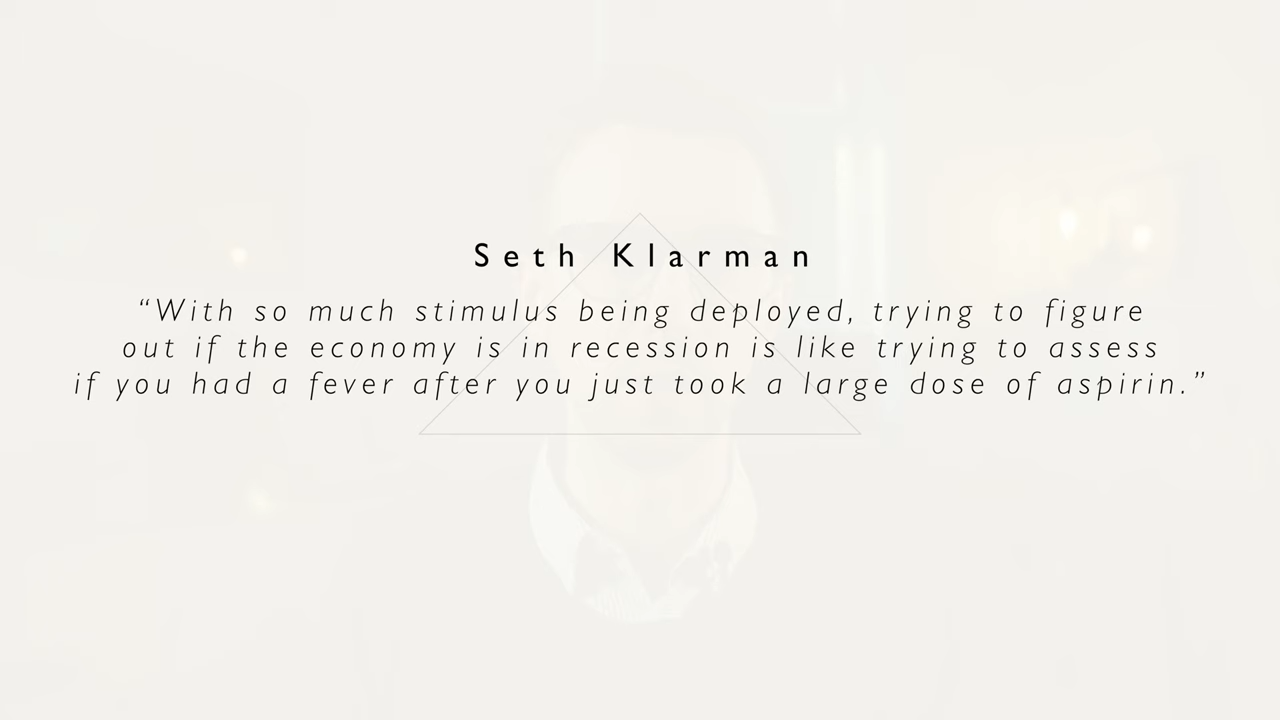 Seth Klarman
“With so much stimulus being deployed, trying to figure
out if the economy is in recession is like trying to assess
if you had a fever after you just took a large dose of aspirin.”